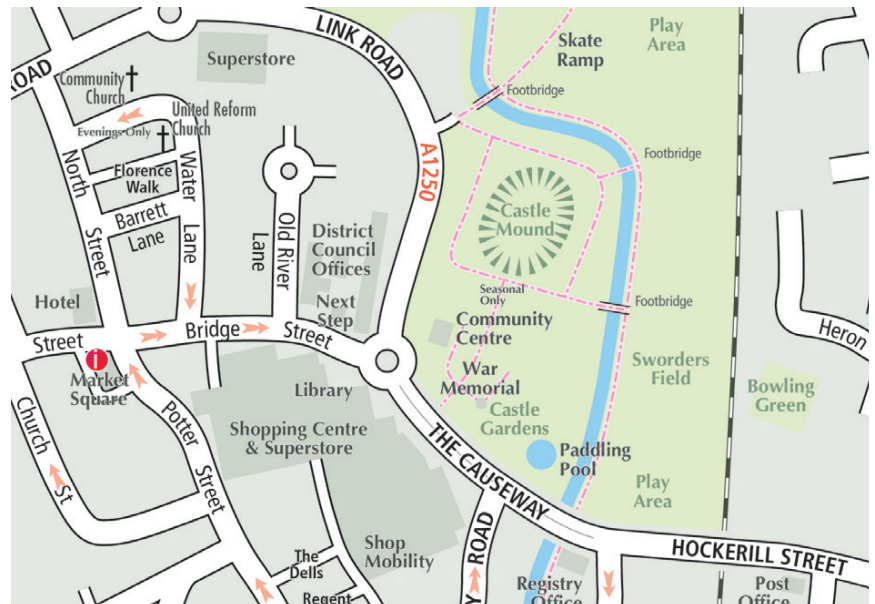 LINK ROAD
Skate
Ramp
Play
Area
Superstore
ROAD
Community
Church
United Reform
Church
Evenings Only
Footbridge
A1250
Florence
Walk
North
Street
Water
Lane
Barrett
Lane
Footbridge
Castle
Mound
Old River
Lane
District
Council
Offices
Next
Step
Hotel
Seasonal
Only
Footbridge
Community
Centre
Heron
Street
Bridge
Street
i
Market
Square
Library
War
Memorial
Castle
Gardens
Sworders
Field
Bowling
Green
Church
St
Potter
Street
Shopping Centre
& Superstore
THE CAUSEWAY
Paddling
Pool
Play
Area
Shop
Mobility
ROAD
HOCKERILL STREET
The
Dells
Regent
Registry
Office
Post
Office